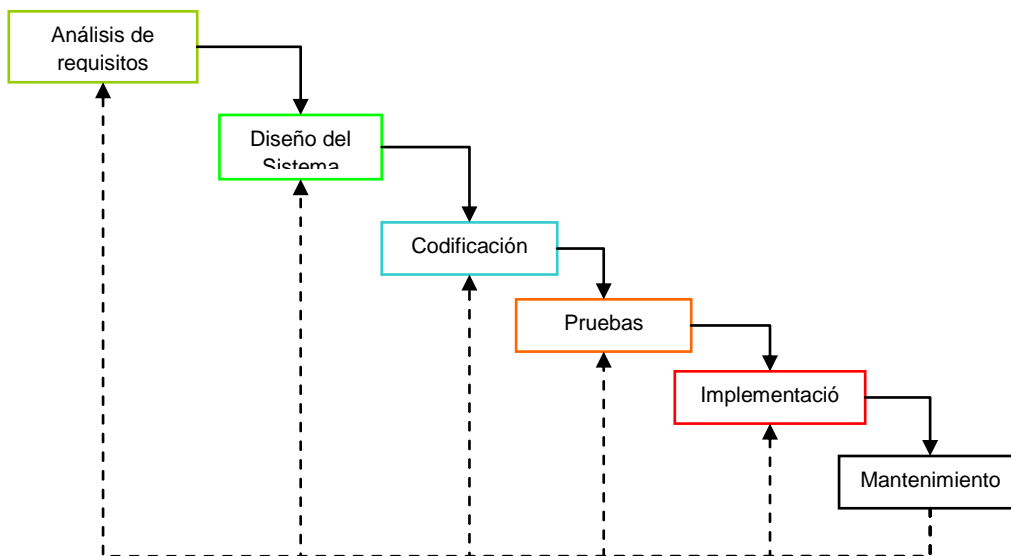 Análisis de
requisitos
Diseño del
Sistema
Codificación
Pruebas
Implementació
Mantenimiento